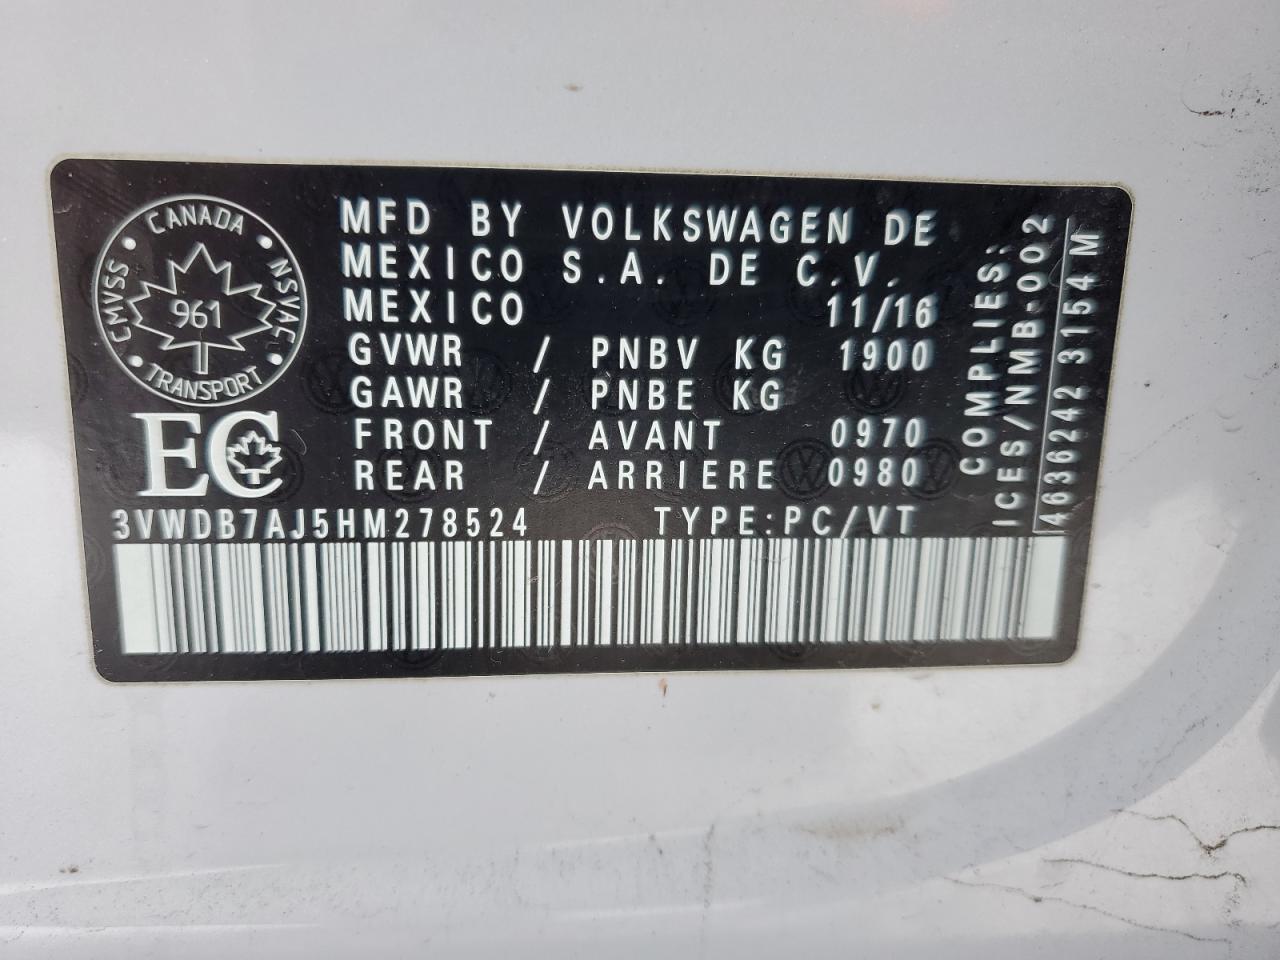 CANADA
CMVSS
NSVAC
961
TRANSPORT
EC
MFD BY VOLKSWAGEN DE
MEXICO S.A. DE C.V.
MEXICO 11/16
GVWR / PNBV KG 1900
GAWR / PNBE KG
FRONT / AVANT 0970
REAR / ARRIERE 0980
3VWDB7AJ5HM278524 TYPE:PC/VT
COMPLIES:
ICES/NMB-002
4636242 3154 M